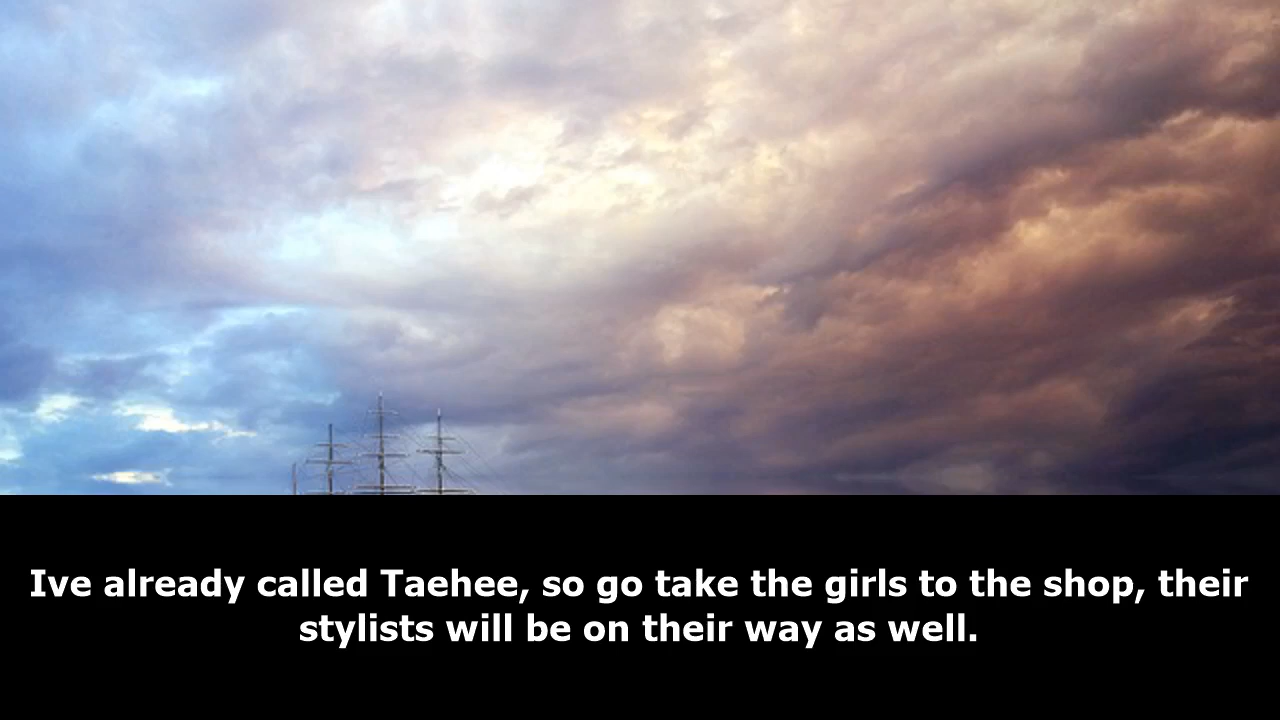 Ive already called Taehee, so go take the girls to the shop, their
stylists will be on their way as well.